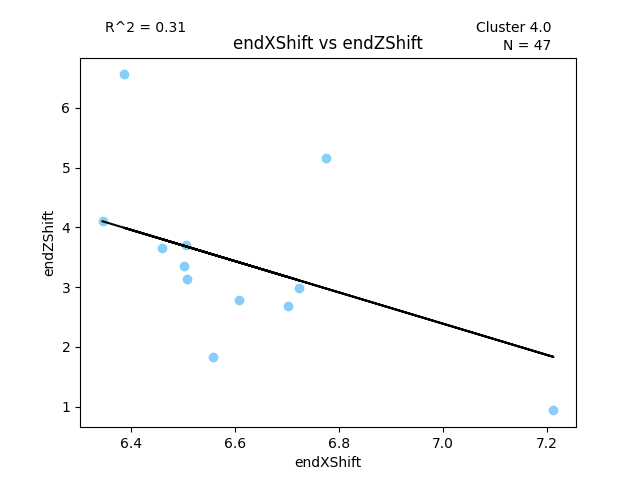 R^2 = 0.31
Cluster 4.0
N = 47
endXShift vs endZShift
6
5
4
3
2
1
endZShift
6.4
6.6
6.8
7.0
7.2
endXShift